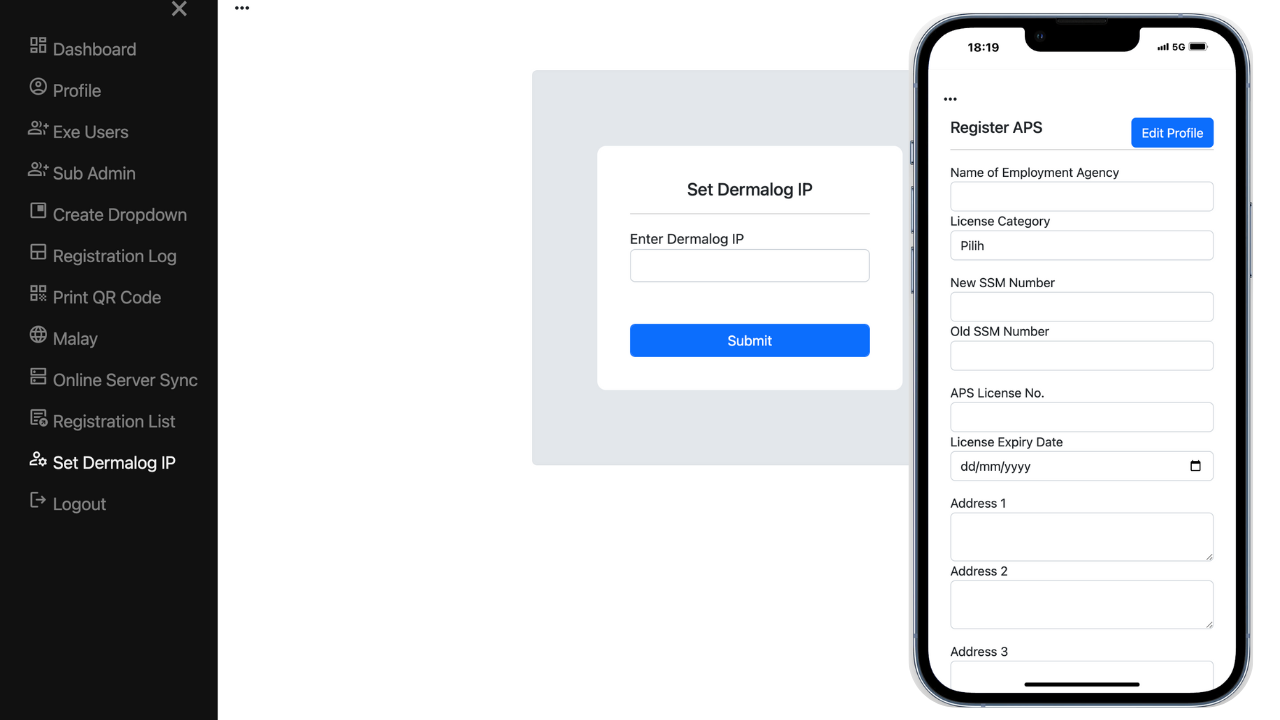 Dashboard
Profile
Exe Users
Sub Admin
Create Dropdown
Registration Log
Print QR Code
Malay
Online Server Sync
Registration List
Set Dermalog IP
Logout
Set Dermalog IP
Enter Dermalog IP
Submit
18:19
5G
Register APS
Edit Profile
Name of Employment Agency
License Category
Pilih
New SSM Number
Old SSM Number
APS License No.
License Expiry Date
dd/mm/yyyy
Address 1
Address 2
Address 3